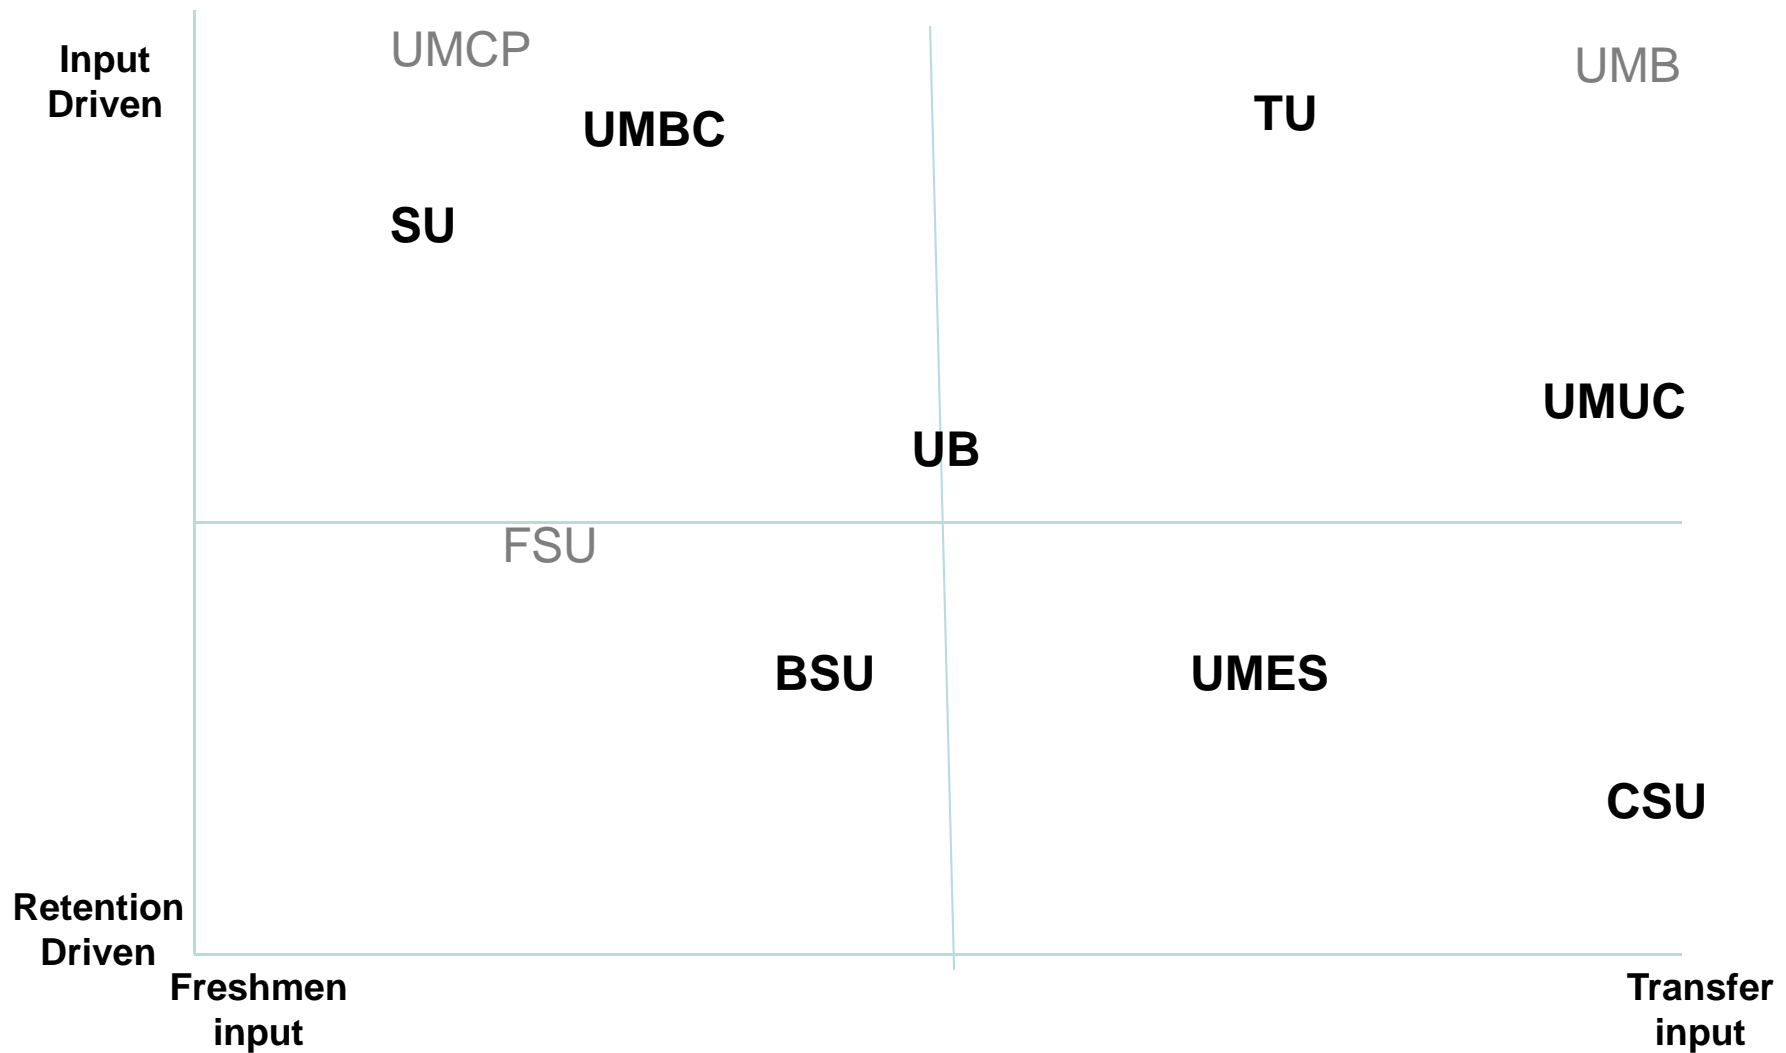 UMCP
Input
Driven
UMB
TU
UMBC
SU
UMUC
UB
FSU
BSU
UMES
CSU
Retention
Driven
Freshmen
input
Transfer
input